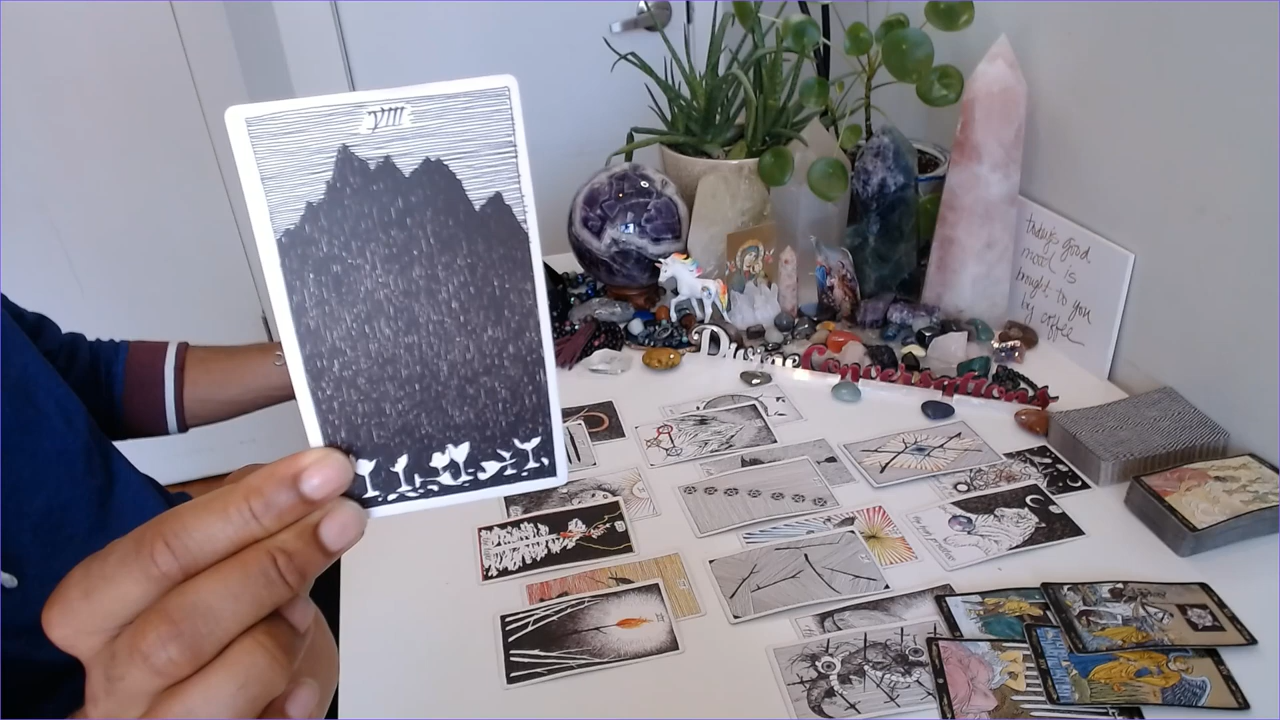 VIII
today's good
mood is
brought to you
by coffee
Divine Conversations